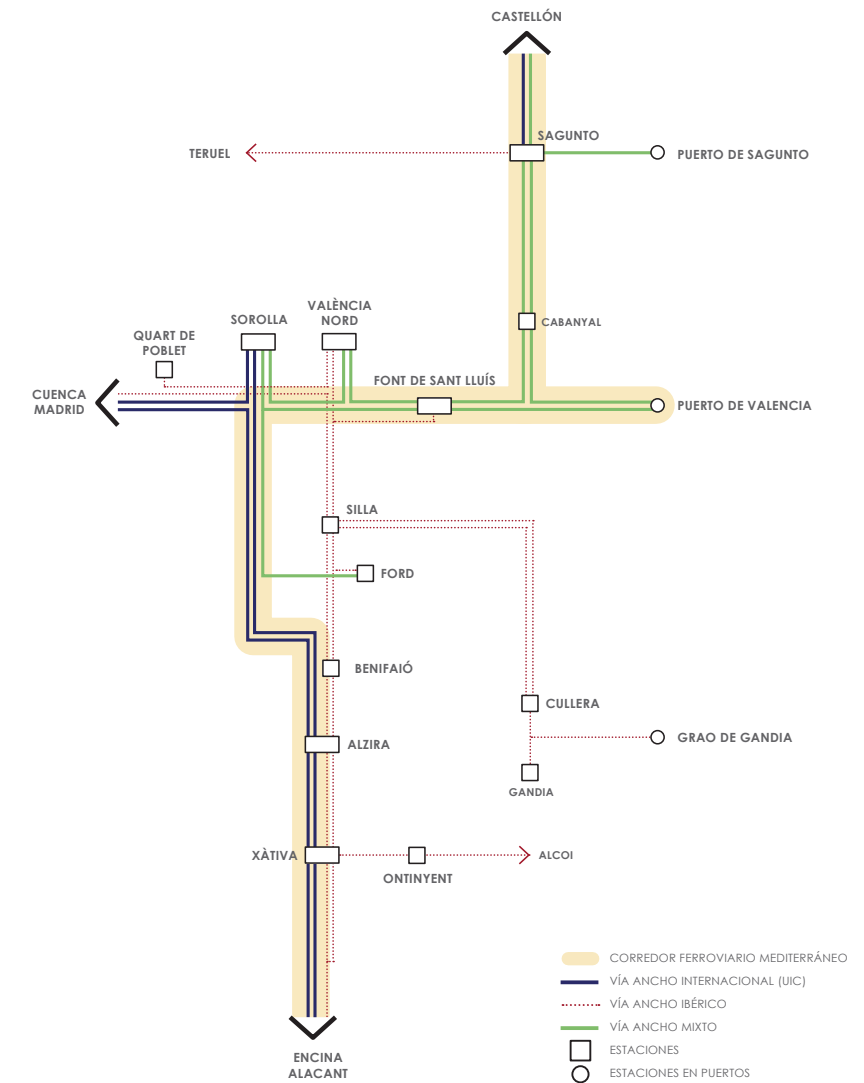 CASTELLÓN
SAGUNTO
TERUEL
PUERTO DE SAGUNTO
VALÈNCIA
NORD
SOROLLA
CABANYAL
QUART DE
POBLET
FONT DE SANT LLUÍS
CUENCA
MADRID
PUERTO DE VALENCIA
SILLA
FORD
BENIFAIÓ
CULLERA
GRAO DE GANDIA
ALZIRA
GANDIA
XÀTIVA
ALCOI
ONTINYENT
CORREDOR FERROVIARIO MEDITERRÁNEO
VÍA ANCHO INTERNACIONAL (UIC)
VÍA ANCHO IBÉRICO
VÍA ANCHO MIXTO
ESTACIONES
ESTACIONES EN PUERTOS
ENCINA
ALACANT